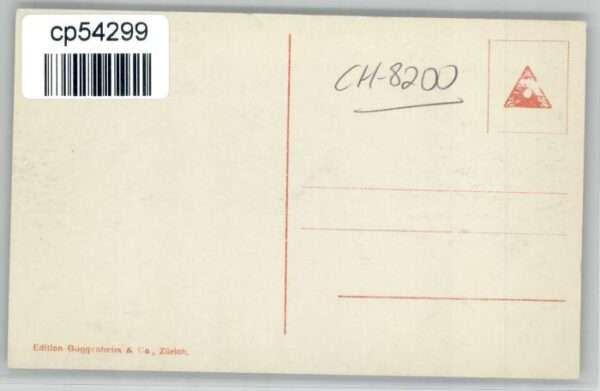 cp54299
CH-8200
Edition Guggenheim & Co., Zürich.